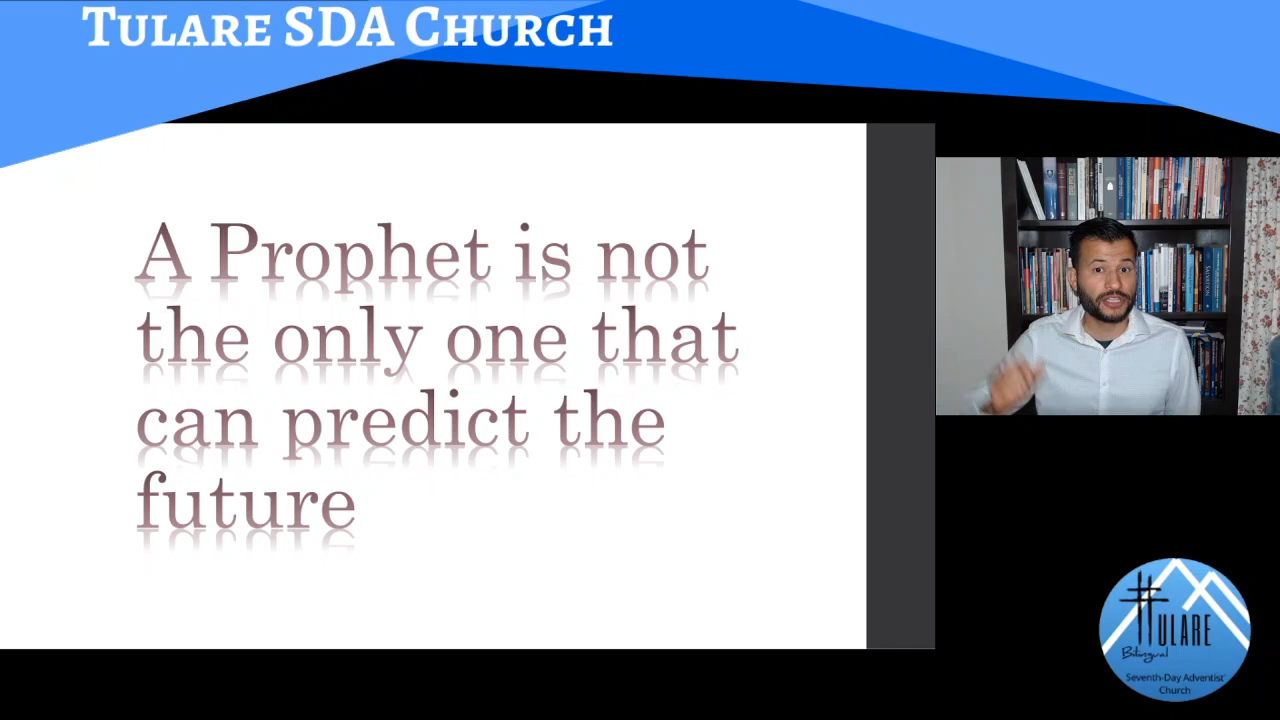 Tulare SDA Church
A Prophet is not
the only one that
can predict the
future
SALVATION
TULARE
Bilingual
Seventh-Day Adventist
Church